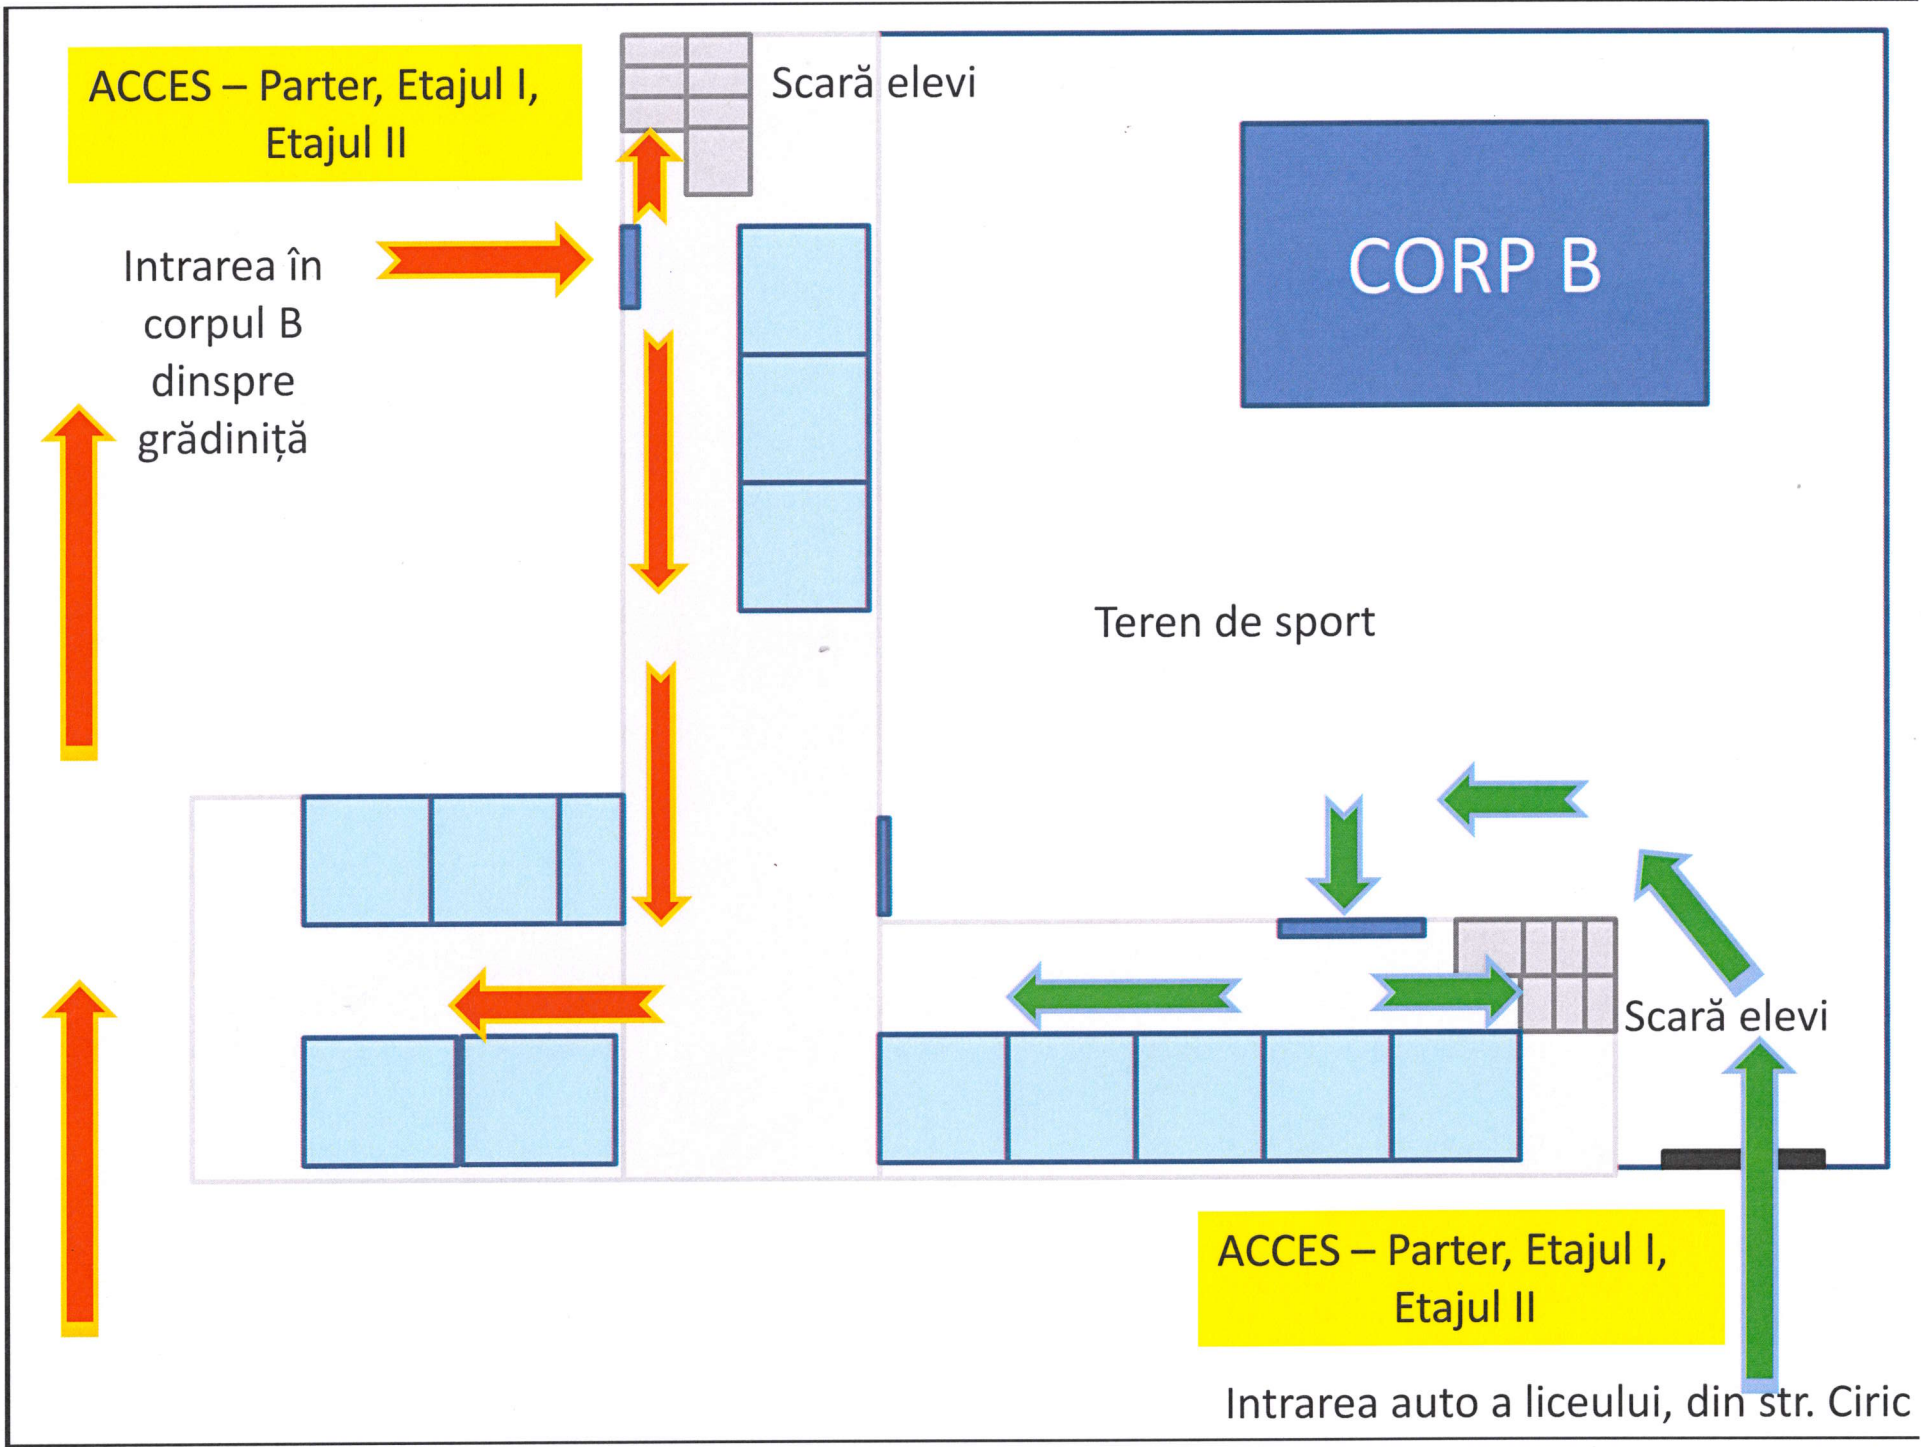 ACCES – Parter, Etajul I,
Etajul II
Scară elevi
Intrarea în
corpul B
dinspre
grădiniță
CORP B
Teren de sport
Scară elevi
ACCES – Parter, Etajul I,
Etajul II
Intrarea auto a liceului, din str. Ciric